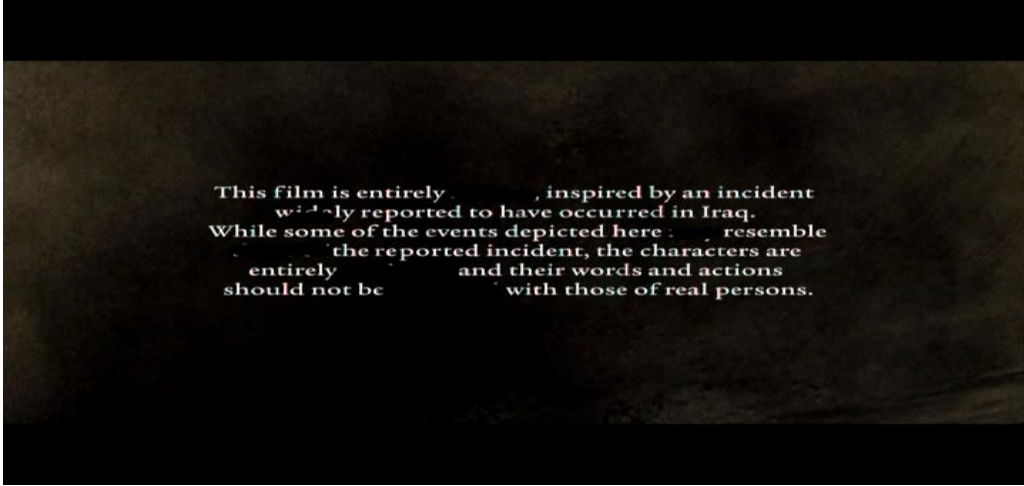 This film is entirely , inspired by an incident
reported to have occurred in Iraq.
While some of the events depicted here resemble
the reported incident, the characters are
entirely and their words and actions
should not be with those of real persons.